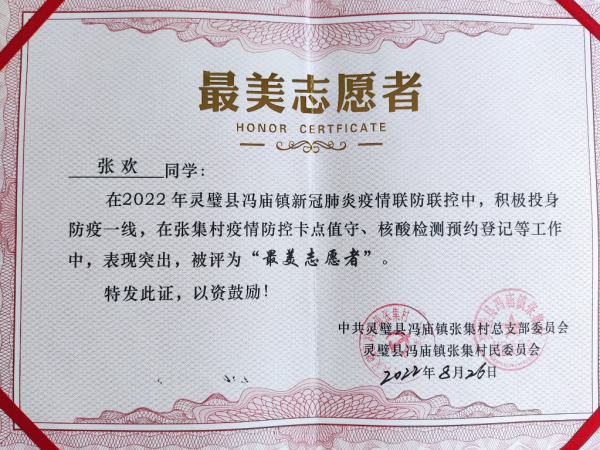 最美志愿者
HONOR CERTFICATE
张欢 同学：
在2022年灵璧县冯庙镇新冠肺炎疫情联防联控中，积极投身
防疫一线，在张集村疫情防控卡点值守、核酸检测预约登记等工作
中，表现突出，被评为“最美志愿者”。
特发此证，以资鼓励！
中共灵璧县冯庙镇张集村总支部委员会
灵璧县冯庙镇张集村民委员会
2022年8月26日